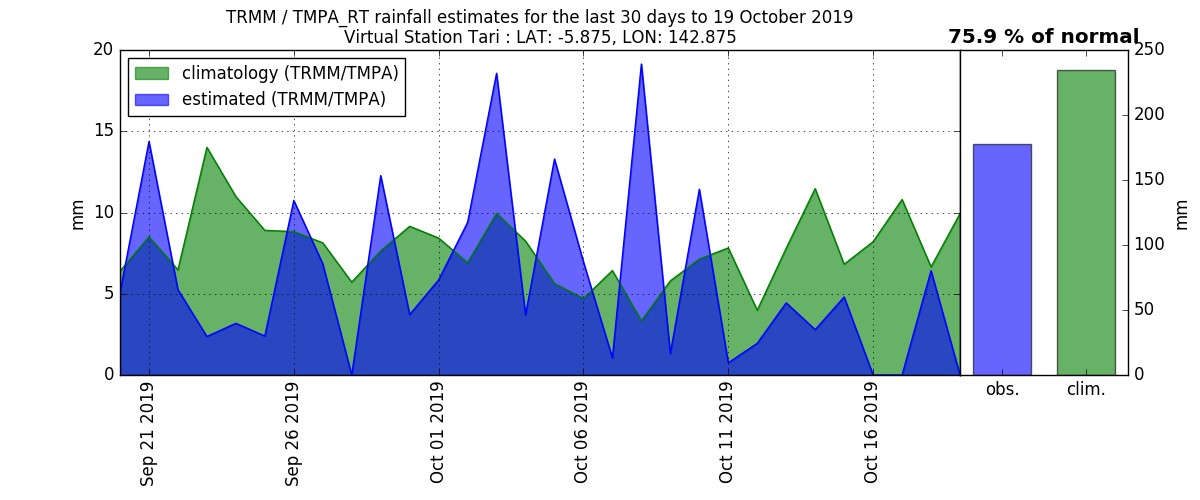 TRMM / TMPA_RT rainfall estimates for the last 30 days to 19 October 2019
Virtual Station Tari : LAT: -5.875, LON: 142.875
75.9 % of normal
climatology (TRMM/TMPA)
estimated (TRMM/TMPA)
20
15
10
5
0
mm
Sep 21 2019
Sep 26 2019
Oct 01 2019
Oct 06 2019
Oct 11 2019
Oct 16 2019
250
200
150
100
50
0
mm
obs.
clim.